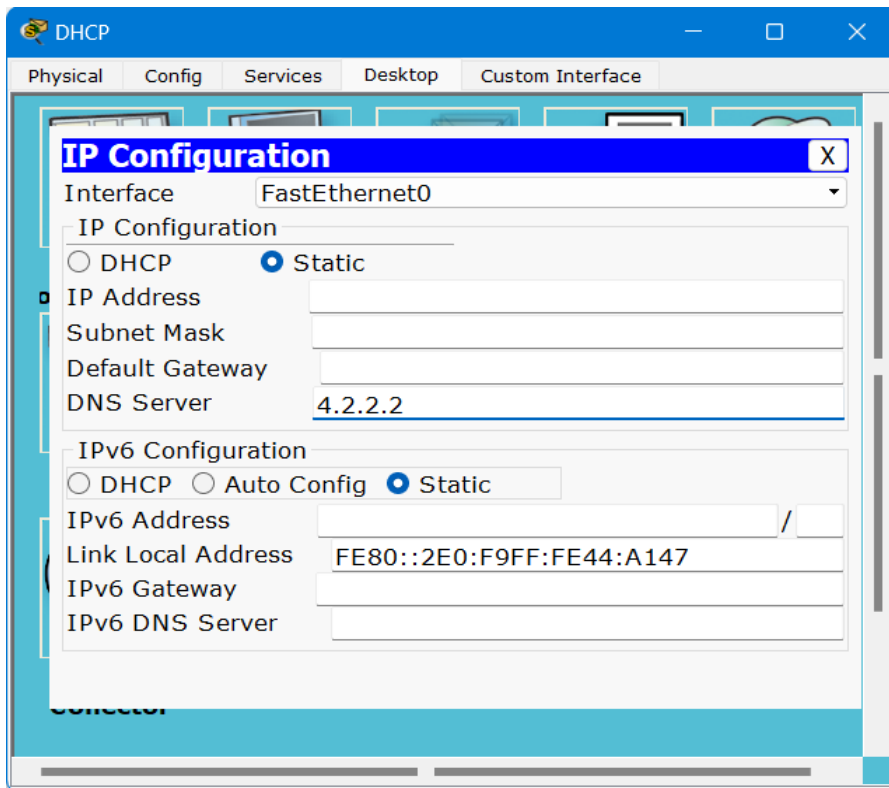 DHCP
Physical Config Services Desktop Custom Interface
IP Configuration X
Interface FastEthernet0
IP Configuration
DHCP Static
IP Address
Subnet Mask
Default Gateway
DNS Server 4.2.2.2
IPv6 Configuration
DHCP Auto Config Static
IPv6 Address /
Link Local Address FE80::2E0:F9FF:FE44:A147
IPv6 Gateway
IPv6 DNS Server